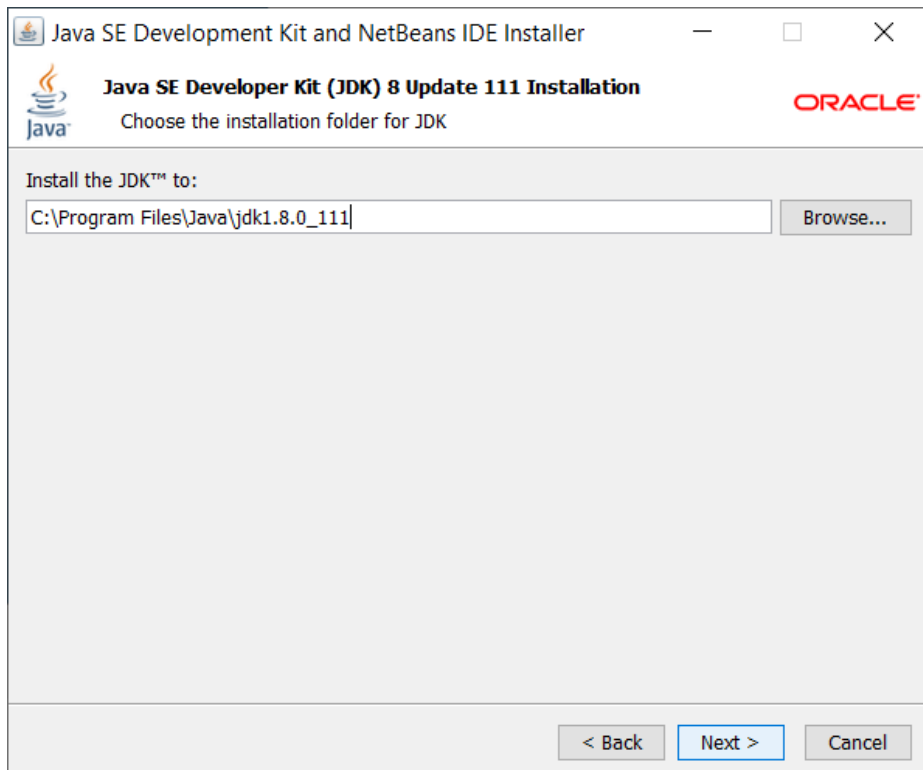 Java SE Development Kit and NetBeans IDE Installer
Java SE Developer Kit (JDK) 8 Update 111 Installation
Choose the installation folder for JDK
Java™
ORACLE®
Install the JDK™ to:
C:\Program Files\Java\jdk1.8.0_111
Browse...
< Back
Next >
Cancel